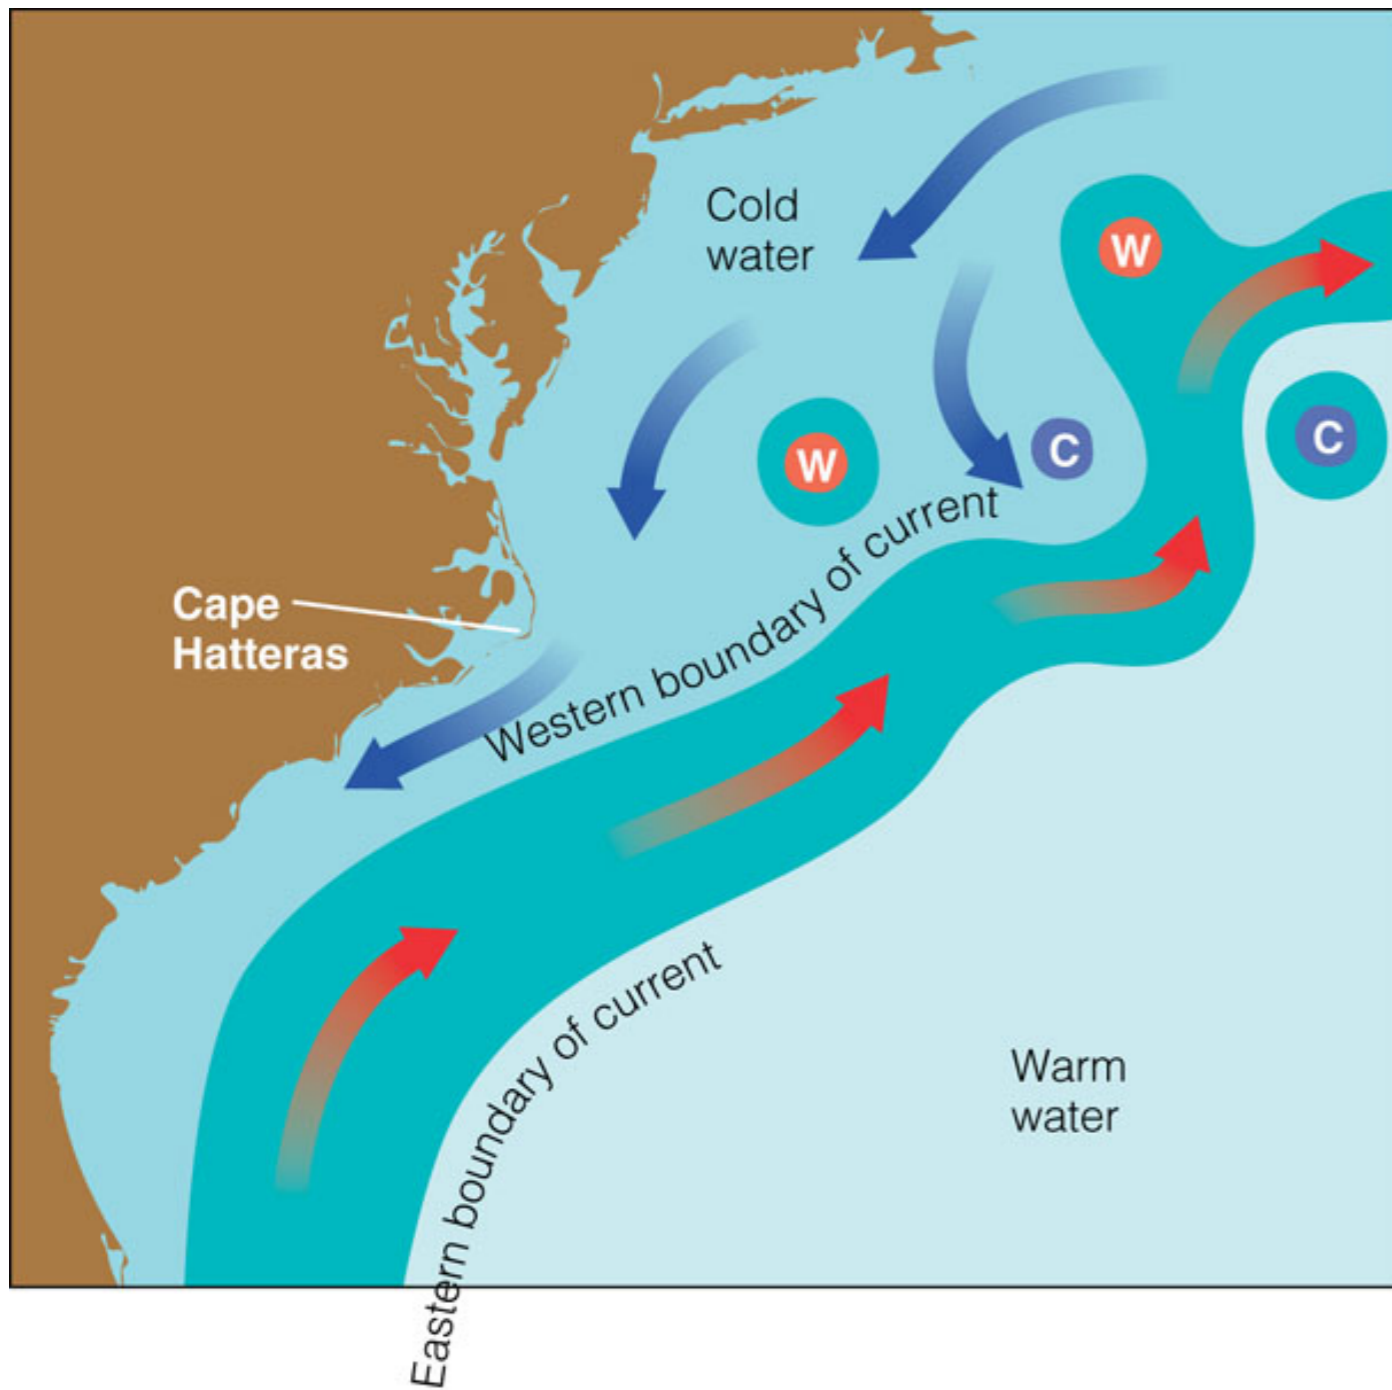 Cold
water
W
W
C
C
Cape
Hatteras
Western boundary of current
Eastern boundary of current
Warm
water